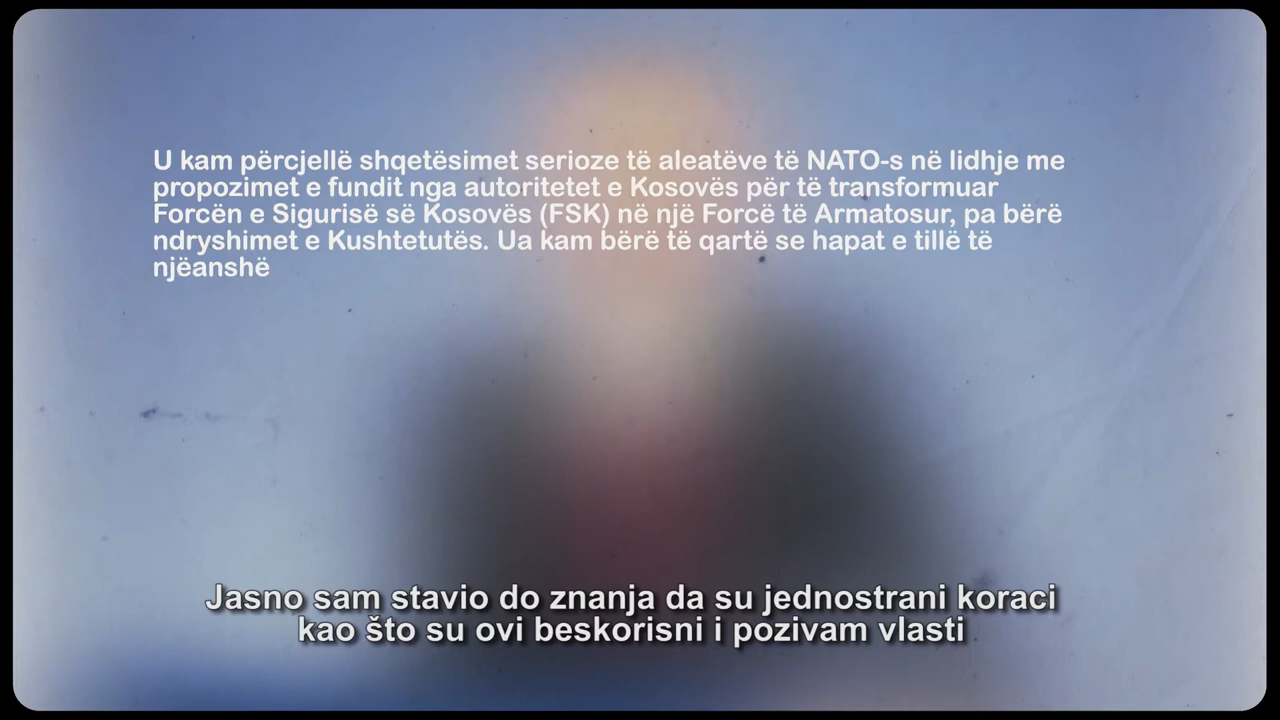 U kam përcjellë shqetësimet serioze të aleatëve të NATO-s në lidhje me
propozimet e fundit nga autoritetet e Kosovës për të transformuar
Forcën e Sigurisë së Kosovës (FSK) në një Forcë të Armatosur, pa bërë
ndryshimet e Kushtetutës. Ua kam bërë të qartë se hapat e tillë të
njëanshë
Jasno sam stavio do znanja da su jednostrani koraci
kao što su ovi beskorisni i pozivam vlasti